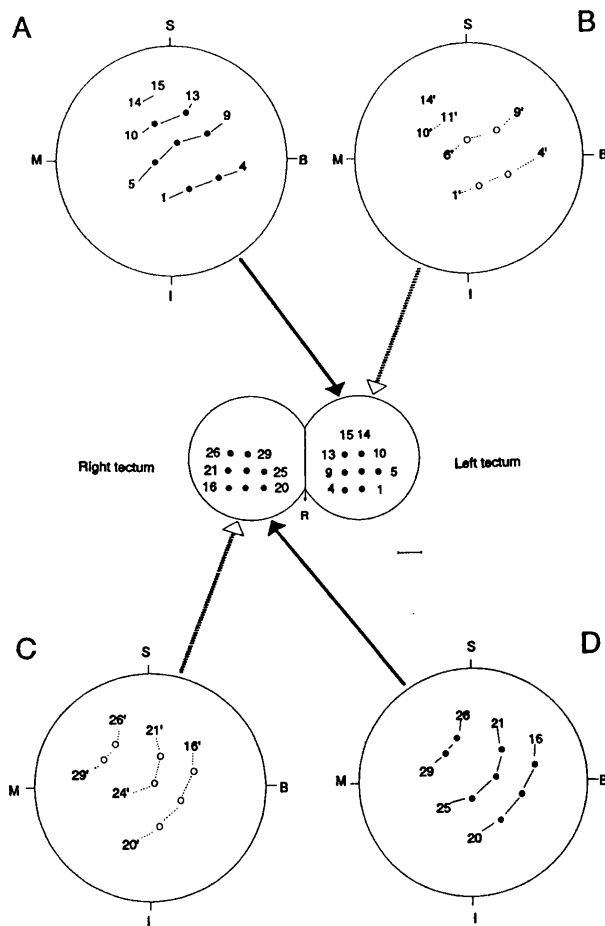 A
S
15
14
13
10
9
M
B
5
1
4
I
B
S
14'
11'
9'
10'
6'
4'
M
B
1'
I
15 14
26
29
13
10
Right tectum
21
25
9
5
Left tectum
16
20
4
1
R
C
S
26'
21'
16'
29'
M
B
24'
20'
I
D
S
26
21
16
29
M
B
25
20
I